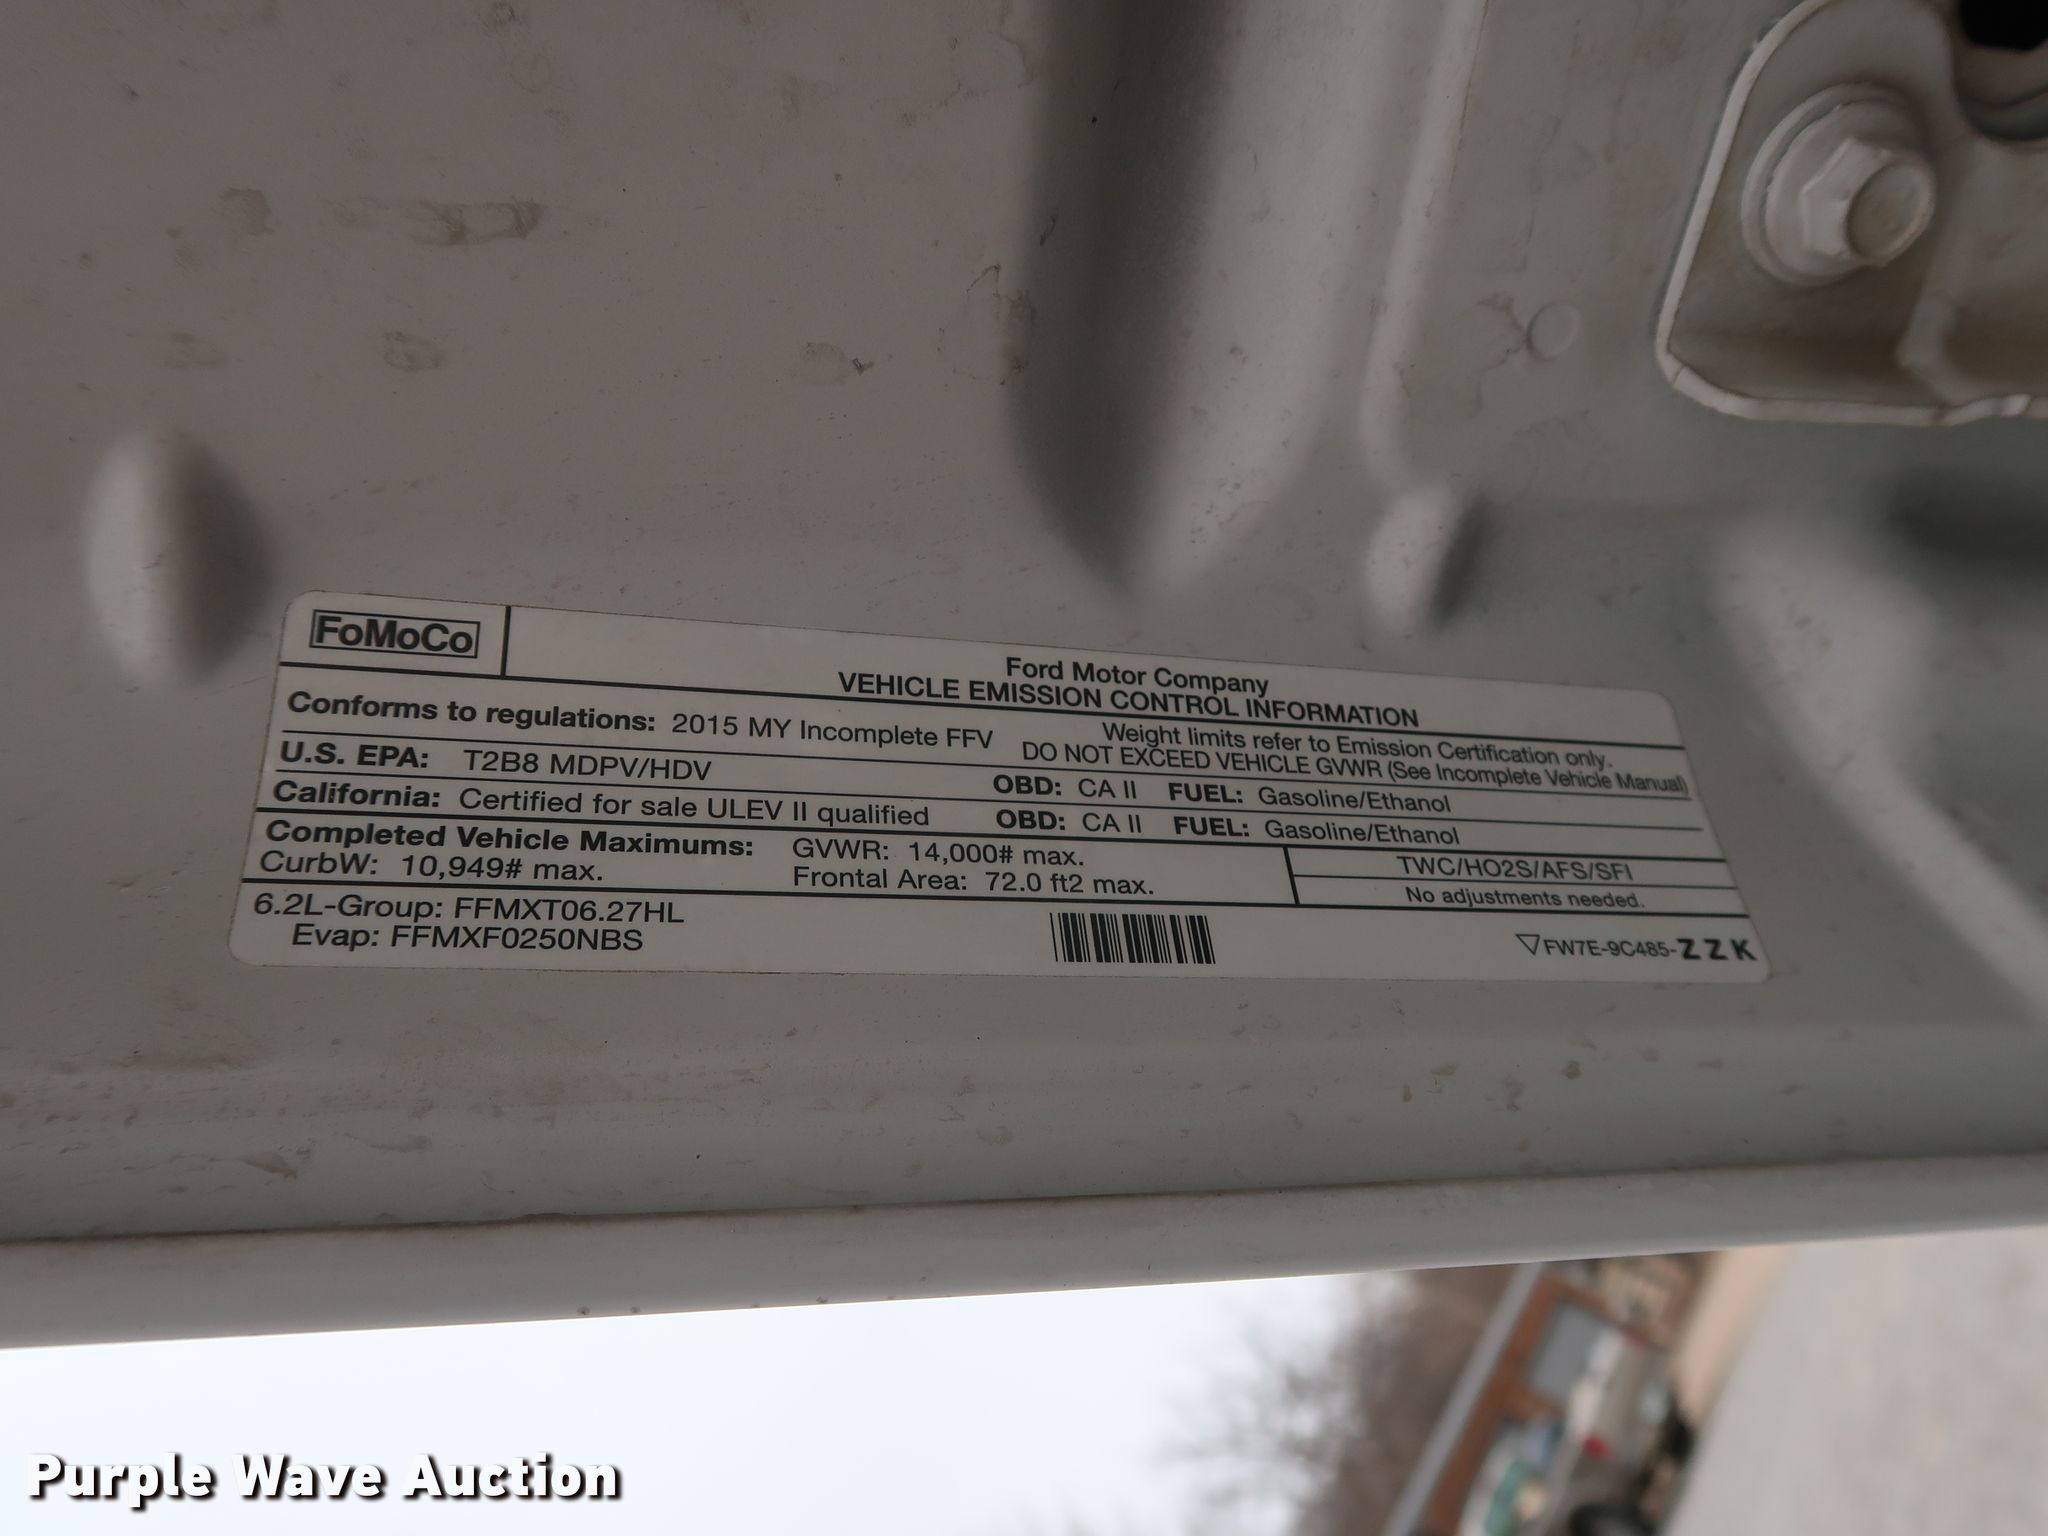 FoMoCo
Ford Motor Company
VEHICLE EMISSION CONTROL INFORMATION
Conforms to regulations: 2015 MY Incomplete FFV
Weight limits refer to Emission Certification only.
DO NOT EXCEED VEHICLE GVWR (See Incomplete Vehicle Manual)
U.S. EPA: T2B8 MDPV/HDV OBD: CA II FUEL: Gasoline/Ethanol
California: Certified for sale ULEV II qualified OBD: CA II FUEL: Gasoline/Ethanol
Completed Vehicle Maximums: GVWR: 14,000# max.
CurbW: 10,949# max. Frontal Area: 72.0 ft2 max.
TWC/HO2S/AFS/SFI
No adjustments needed.
6.2L-Group: FFMXT06.27HL
Evap: FFMXF0250NBS
FW7E-9C485-ZZK
Purple Wave Auction